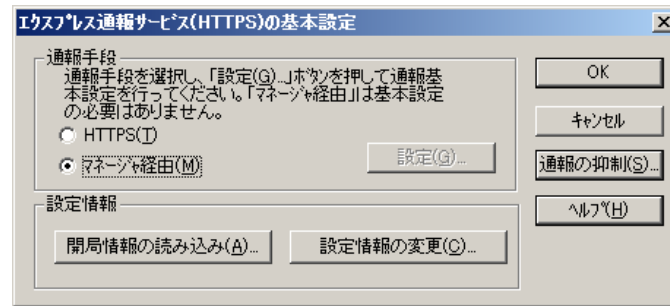 ｴｸｽﾌﾟﾚｽ通報ｻｰﾋﾞｽ(HTTPS)の基本設定
通報手段
通報手段を選択し、「設定(G)...」ﾎﾞﾀﾝを押して通報基
本設定を行ってください。「ﾏﾈｰｼﾞｬ経由」は基本設定
の必要はありません。
HTTPS(T)
ﾏﾈｰｼﾞｬ経由(M)
設定(G)...
設定情報
開局情報の読み込み(A)...
設定情報の変更(C)...
OK
ｷｬﾝｾﾙ
通報の抑制(S)...
ﾍﾙﾌﾟ(H)